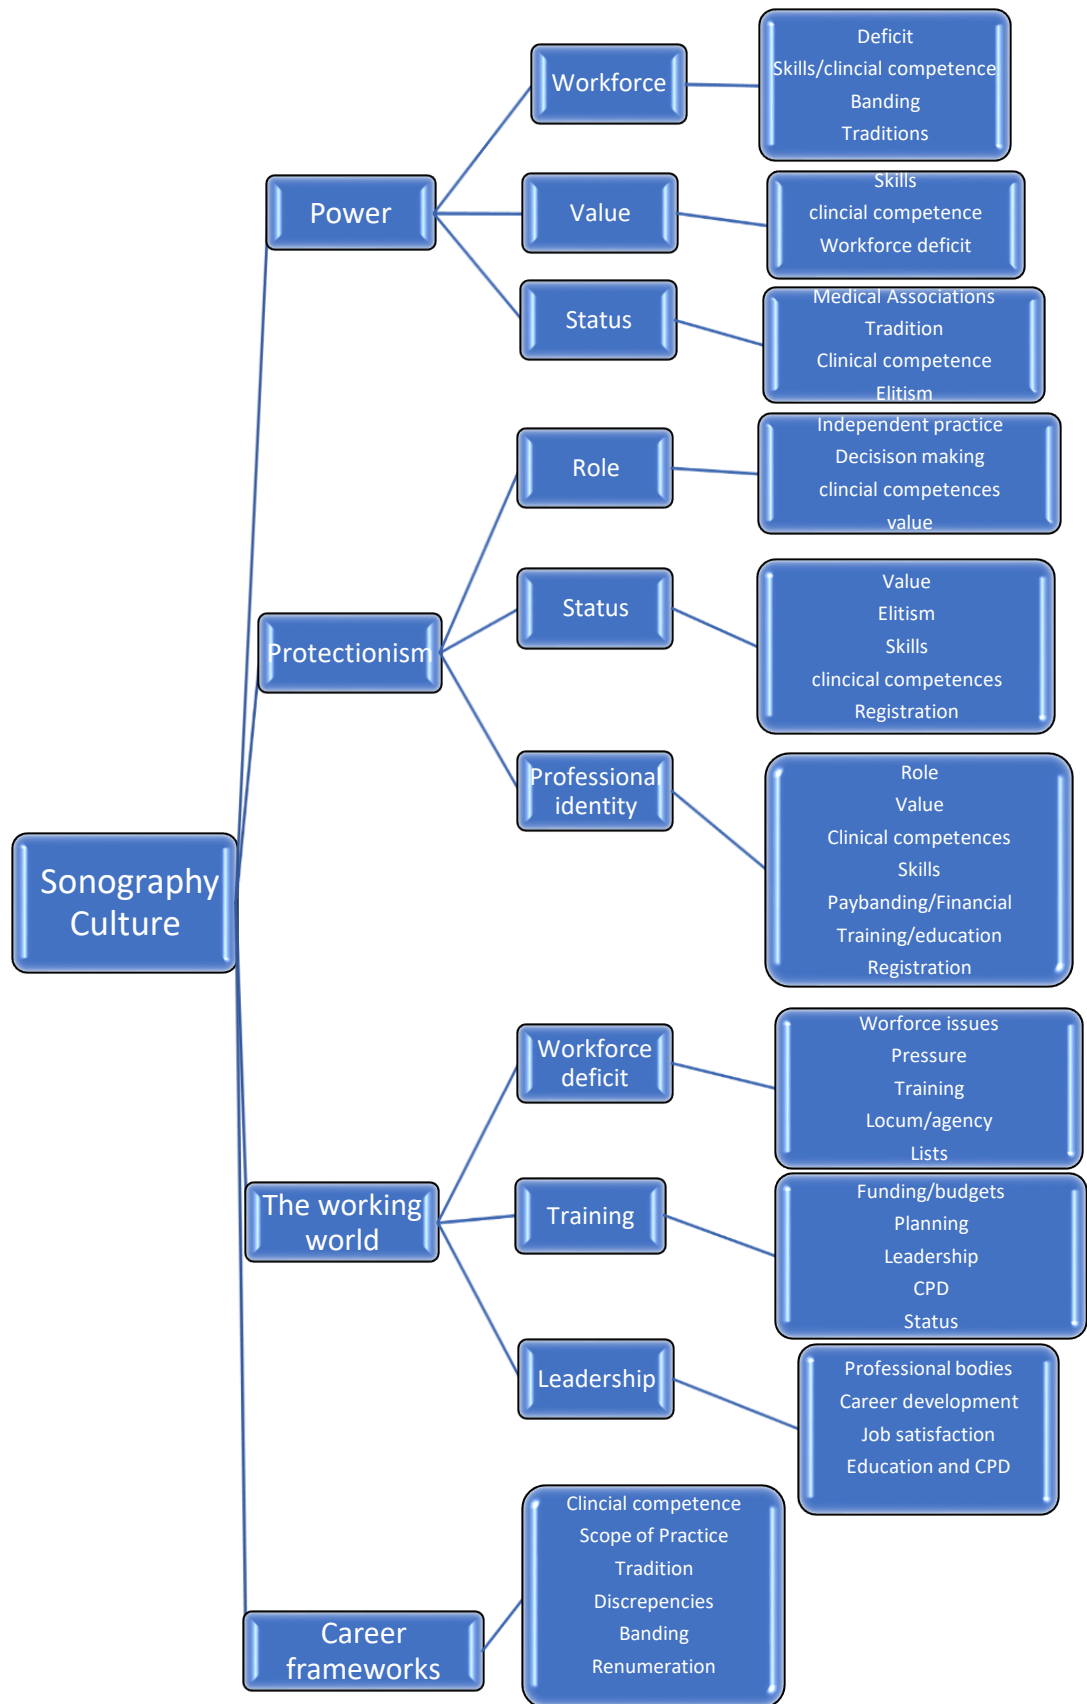 Sonography
Culture
Power
Workforce
Deficit
Skills/clincial competence
Banding
Traditions
Value
Skills
clincial competence
Workforce deficit
Status
Medical Associations
Tradition
Clinical competence
Elitism
Protectionism
Role
Independent practice
Decisison making
clincial competences
value
Status
Value
Elitism
Skills
clincical competences
Registration
Professional
identity
Role
Value
Clinical competences
Skills
Paybanding/Financial
Training/education
Registration
The working
world
Workforce
deficit
Worforce issues
Pressure
Training
Locum/agency
Lists
Training
Funding/budgets
Planning
Leadership
CPD
Status
Leadership
Professional bodies
Career development
Job satisfaction
Education and CPD
Career
frameworks
Clincial competence
Scope of Practice
Tradition
Discrepencies
Banding
Renumeration